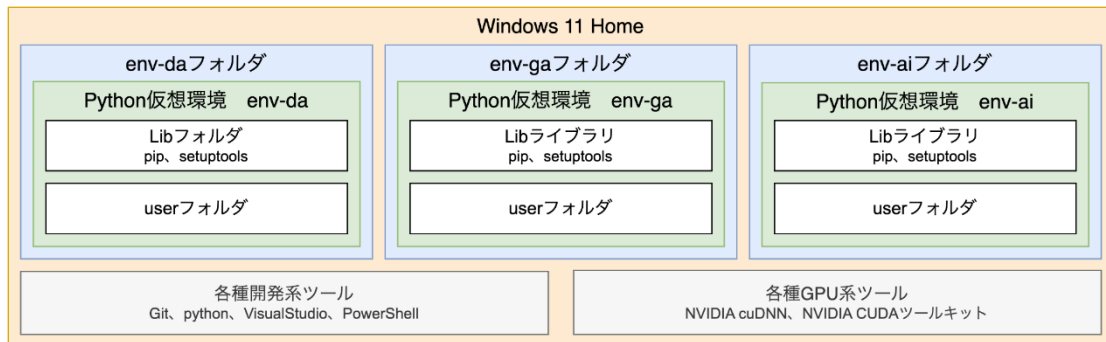 Windows 11 Home
env-daフォルダ
Python仮想環境　env-da
Libフォルダ
pip、setuptools
userフォルダ
env-gaフォルダ
Python仮想環境　env-ga
Libライブラリ
pip、setuptools
userフォルダ
env-aiフォルダ
Python仮想環境　env-ai
Libライブラリ
pip、setuptools
userフォルダ
各種開発系ツール
Git、python、VisualStudio、PowerShell
各種GPU系ツール
NVIDIA cuDNN、NVIDIA CUDAツールキット